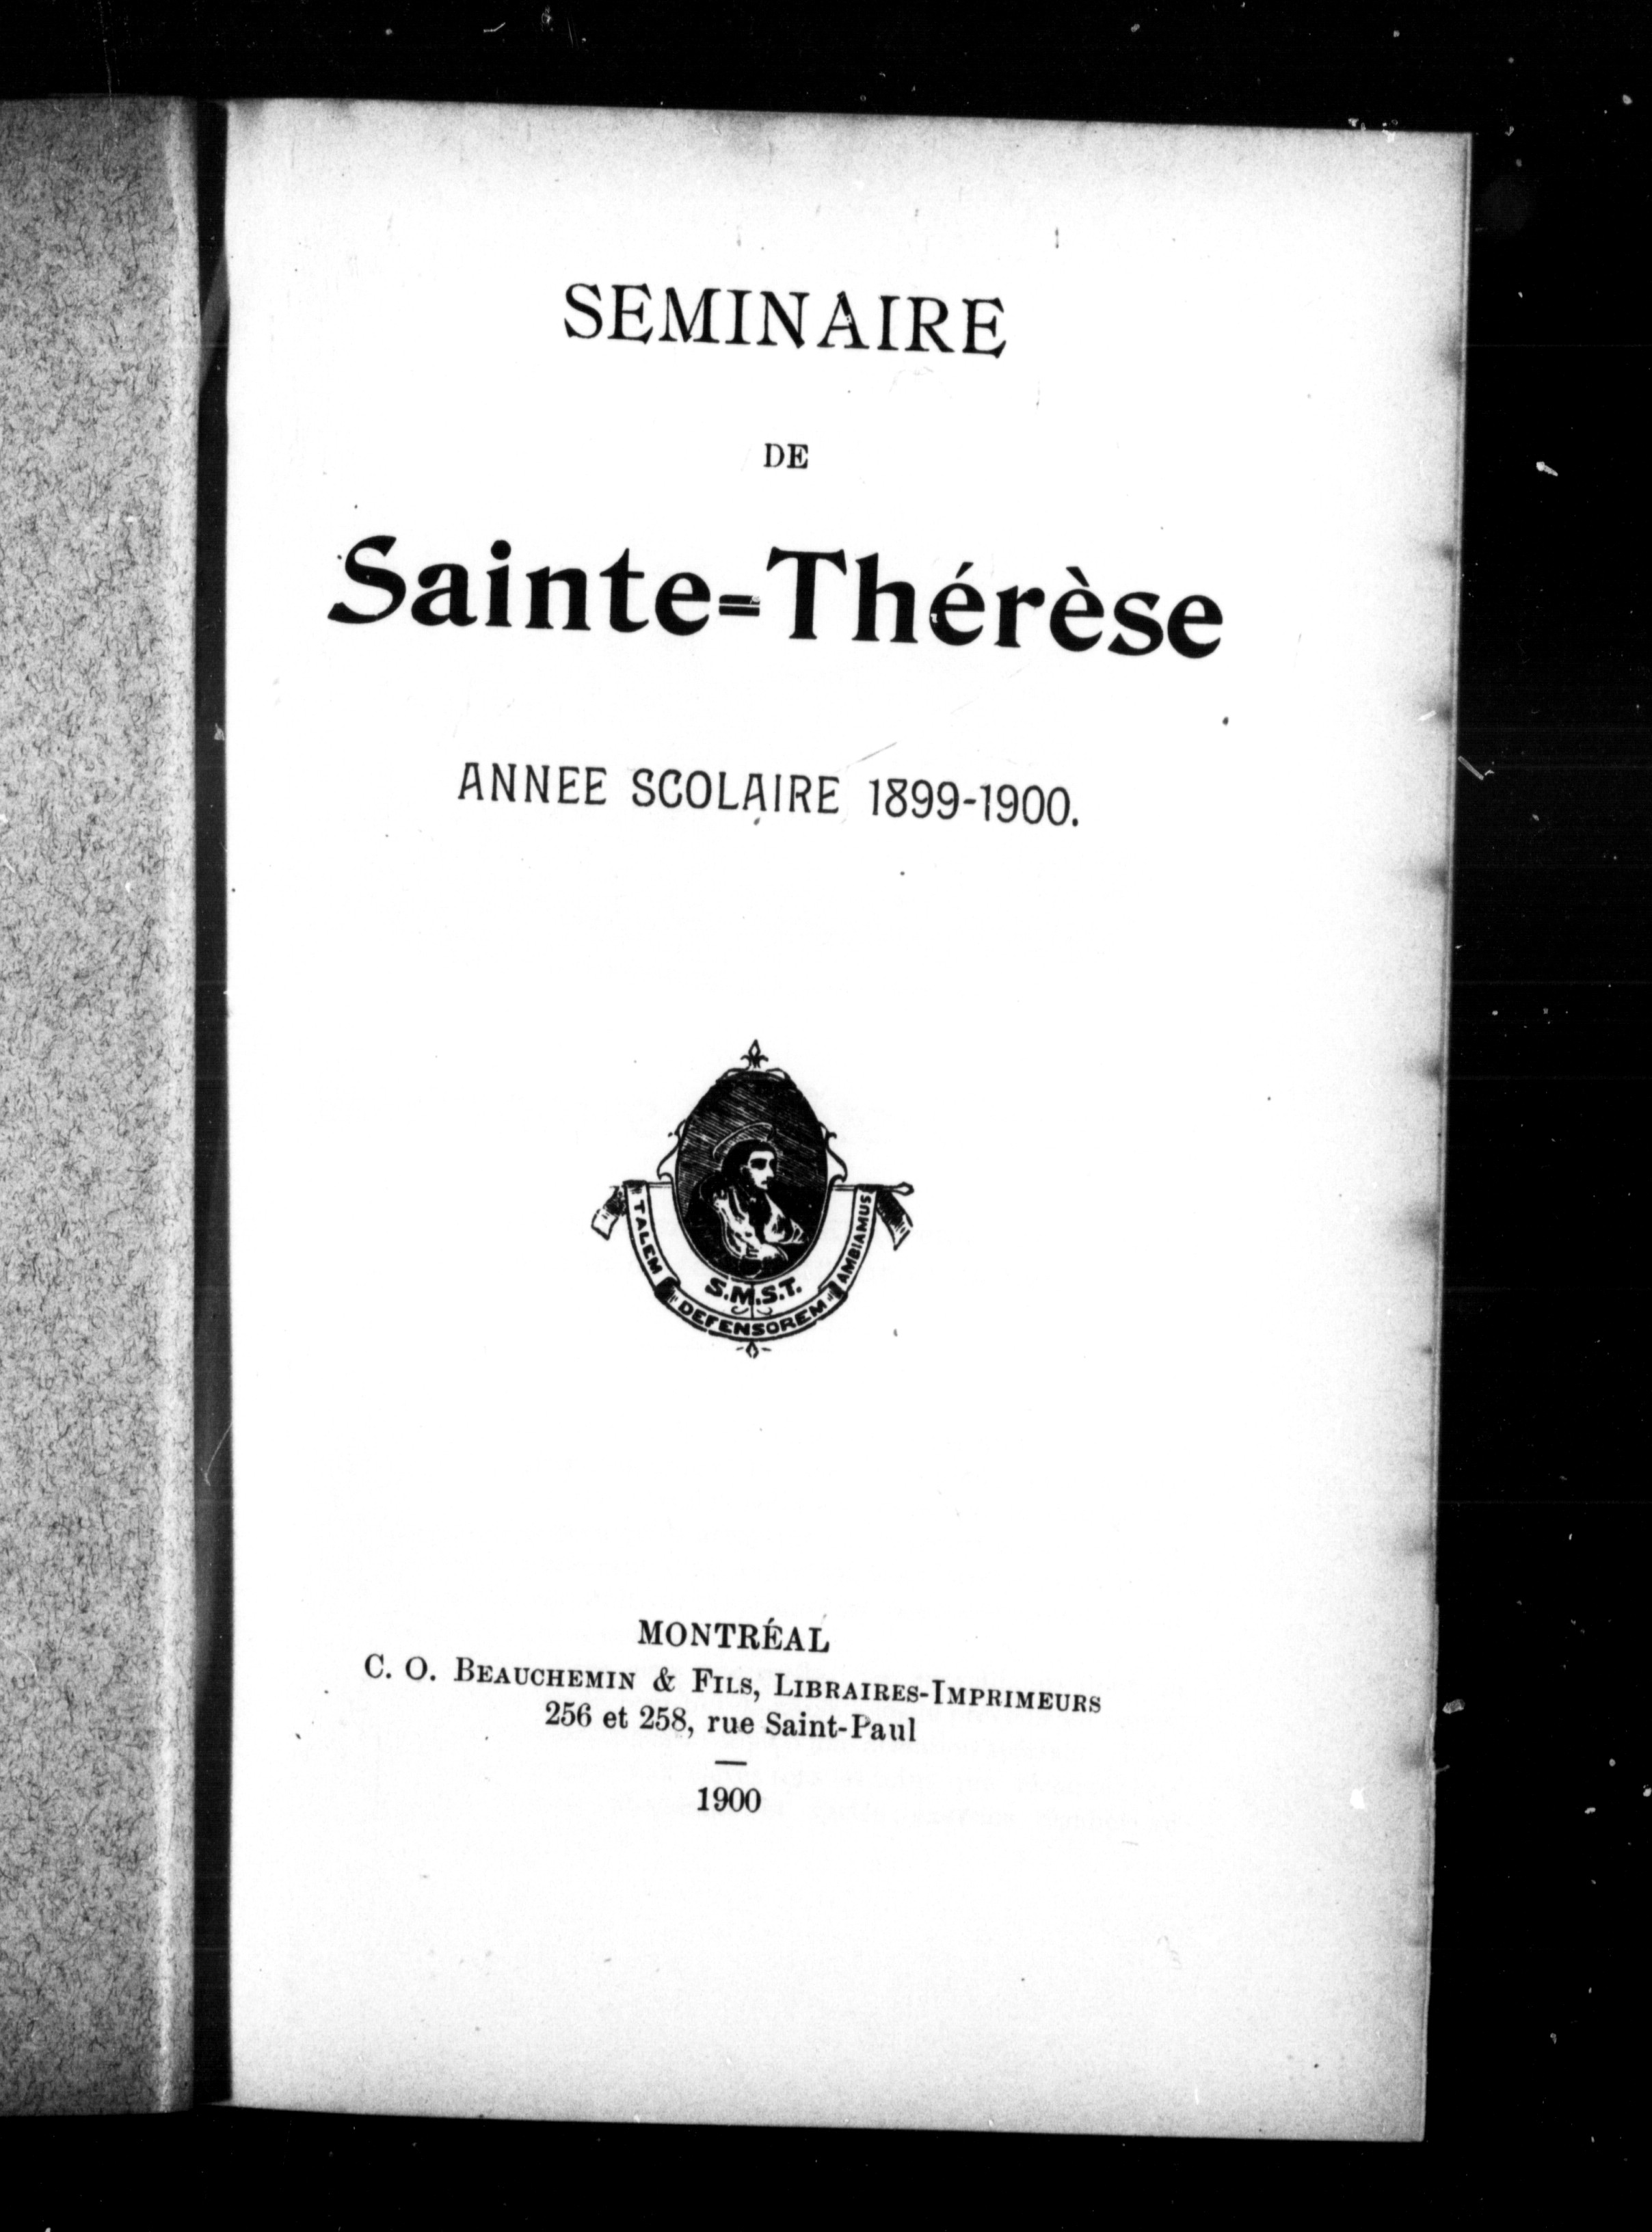 SEMINAIRE
DE
Sainte=Thérèse
ANNEE SCOLAIRE 1899-1900.
TALEM DEFENSOREM AMBIAMUS
S.M.S.T.
MONTRÉAL
C. O. BEAUCHEMIN & FILS, LIBRAIRES-IMPRIMEURS
256 et 258, rue Saint-Paul
1900